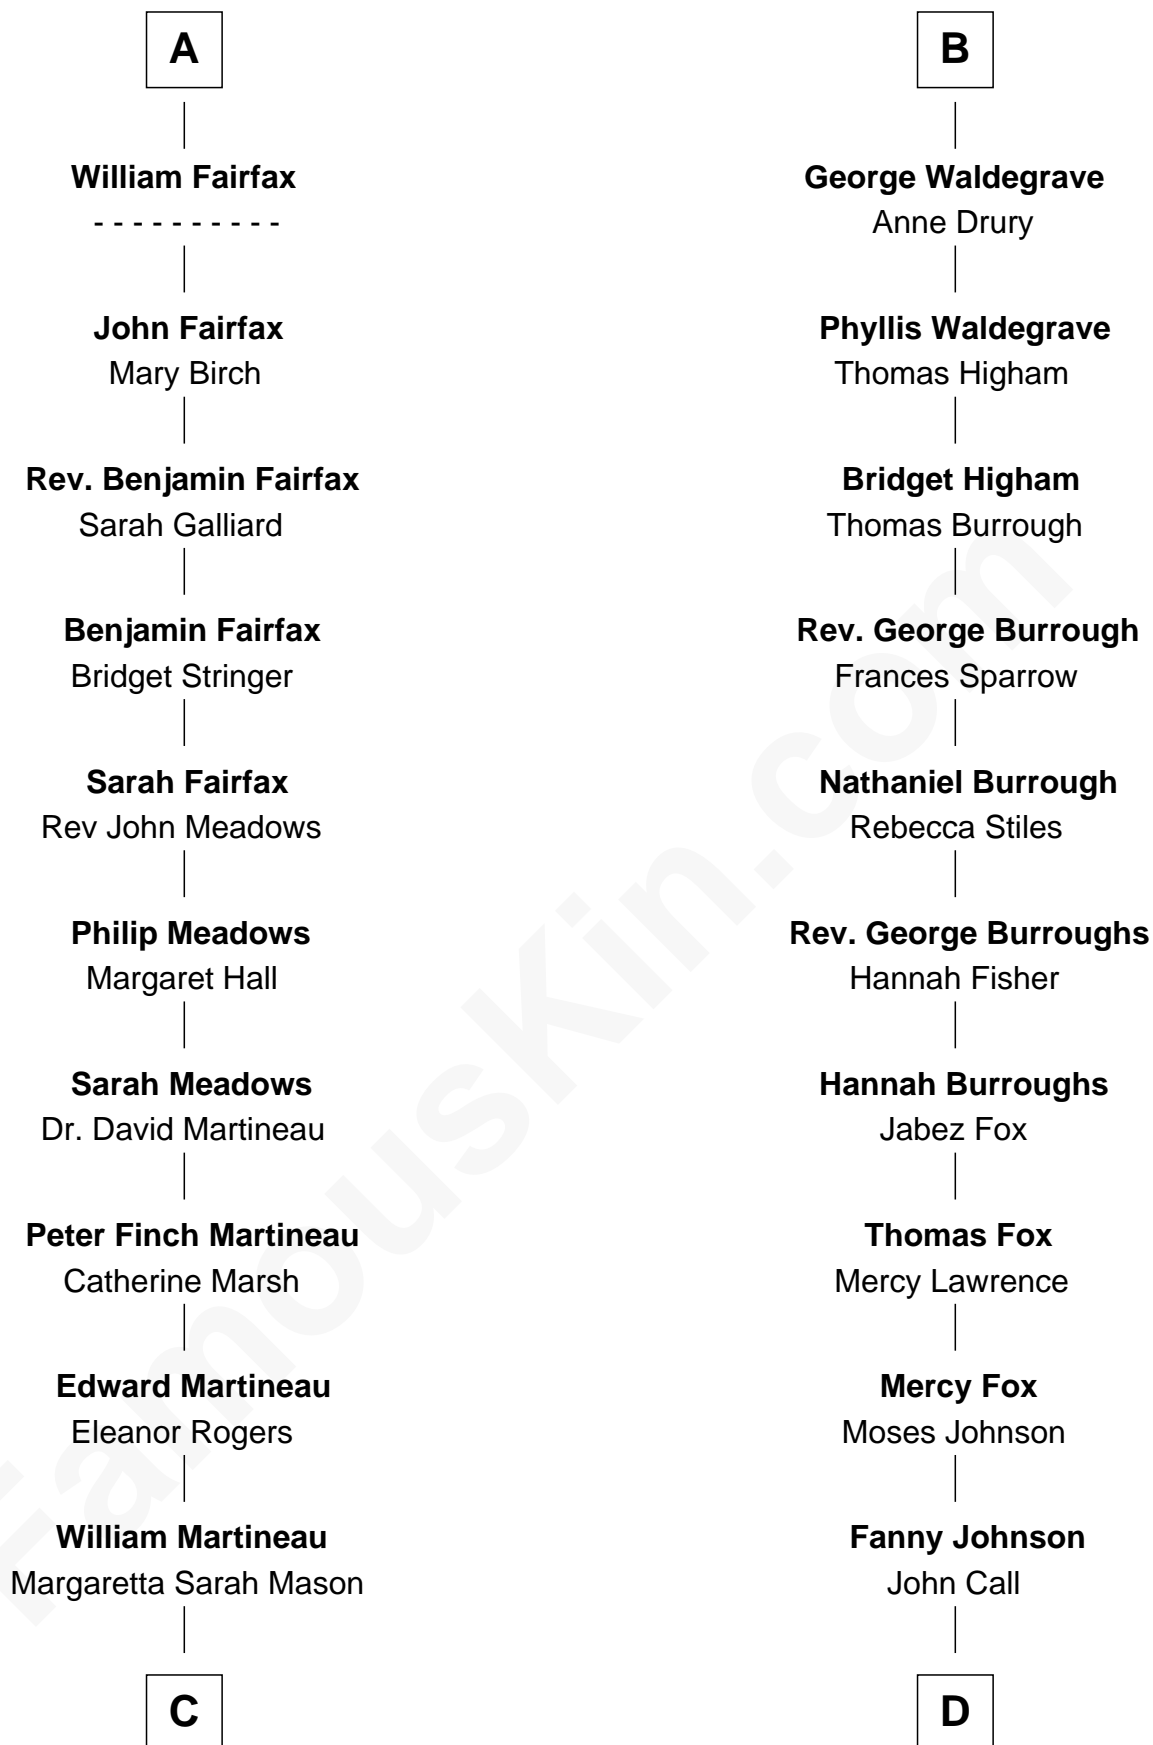 A
William Fairfax
- - - - - - - - - -
John Fairfax
Mary Birch
Rev. Benjamin Fairfax
Sarah Galliard
Benjamin Fairfax
Bridget Stringer
Sarah Fairfax
Rev John Meadows
Philip Meadows
Margaret Hall
Sarah Meadows
Dr. David Martineau
Peter Finch Martineau
Catherine Marsh
Edward Martineau
Eleanor Rogers
William Martineau
Margaretta Sarah Mason
C
B
George Waldegrave
Anne Drury
Phyllis Waldegrave
Thomas Higham
Bridget Higham
Thomas Burrough
Rev. George Burrough
Frances Sparrow
Nathaniel Burrough
Rebecca Stiles
Rev. George Burroughs
Hannah Fisher
Hannah Burroughs
Jabez Fox
Thomas Fox
Mercy Lawrence
Mercy Fox
Moses Johnson
Fanny Johnson
John Call
D
FamousKin.com